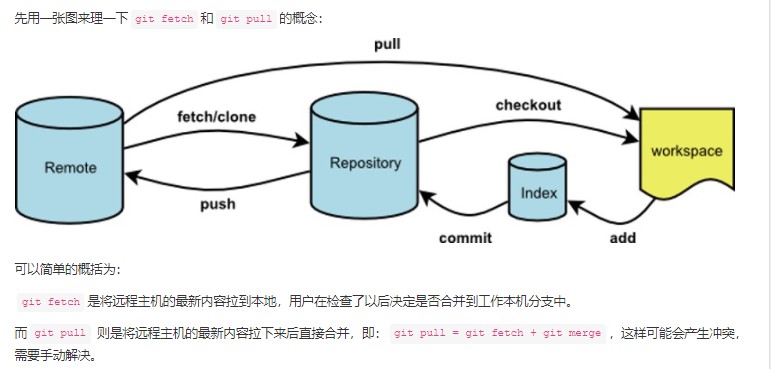 先用一张图来理一下 git fetch 和 git pull 的概念：
pull
fetch/clone
checkout
Remote
Repository
workspace
Index
push
commit
add
可以简单的概括为：
git fetch 是将远程主机的最新内容拉到本地，用户在检查了以后决定是否合并到工作本机分支中。
而 git pull 则是将远程主机的最新内容拉下来后直接合并，即： git pull = git fetch + git merge ，这样可能会产生冲突，
需要手动解决。